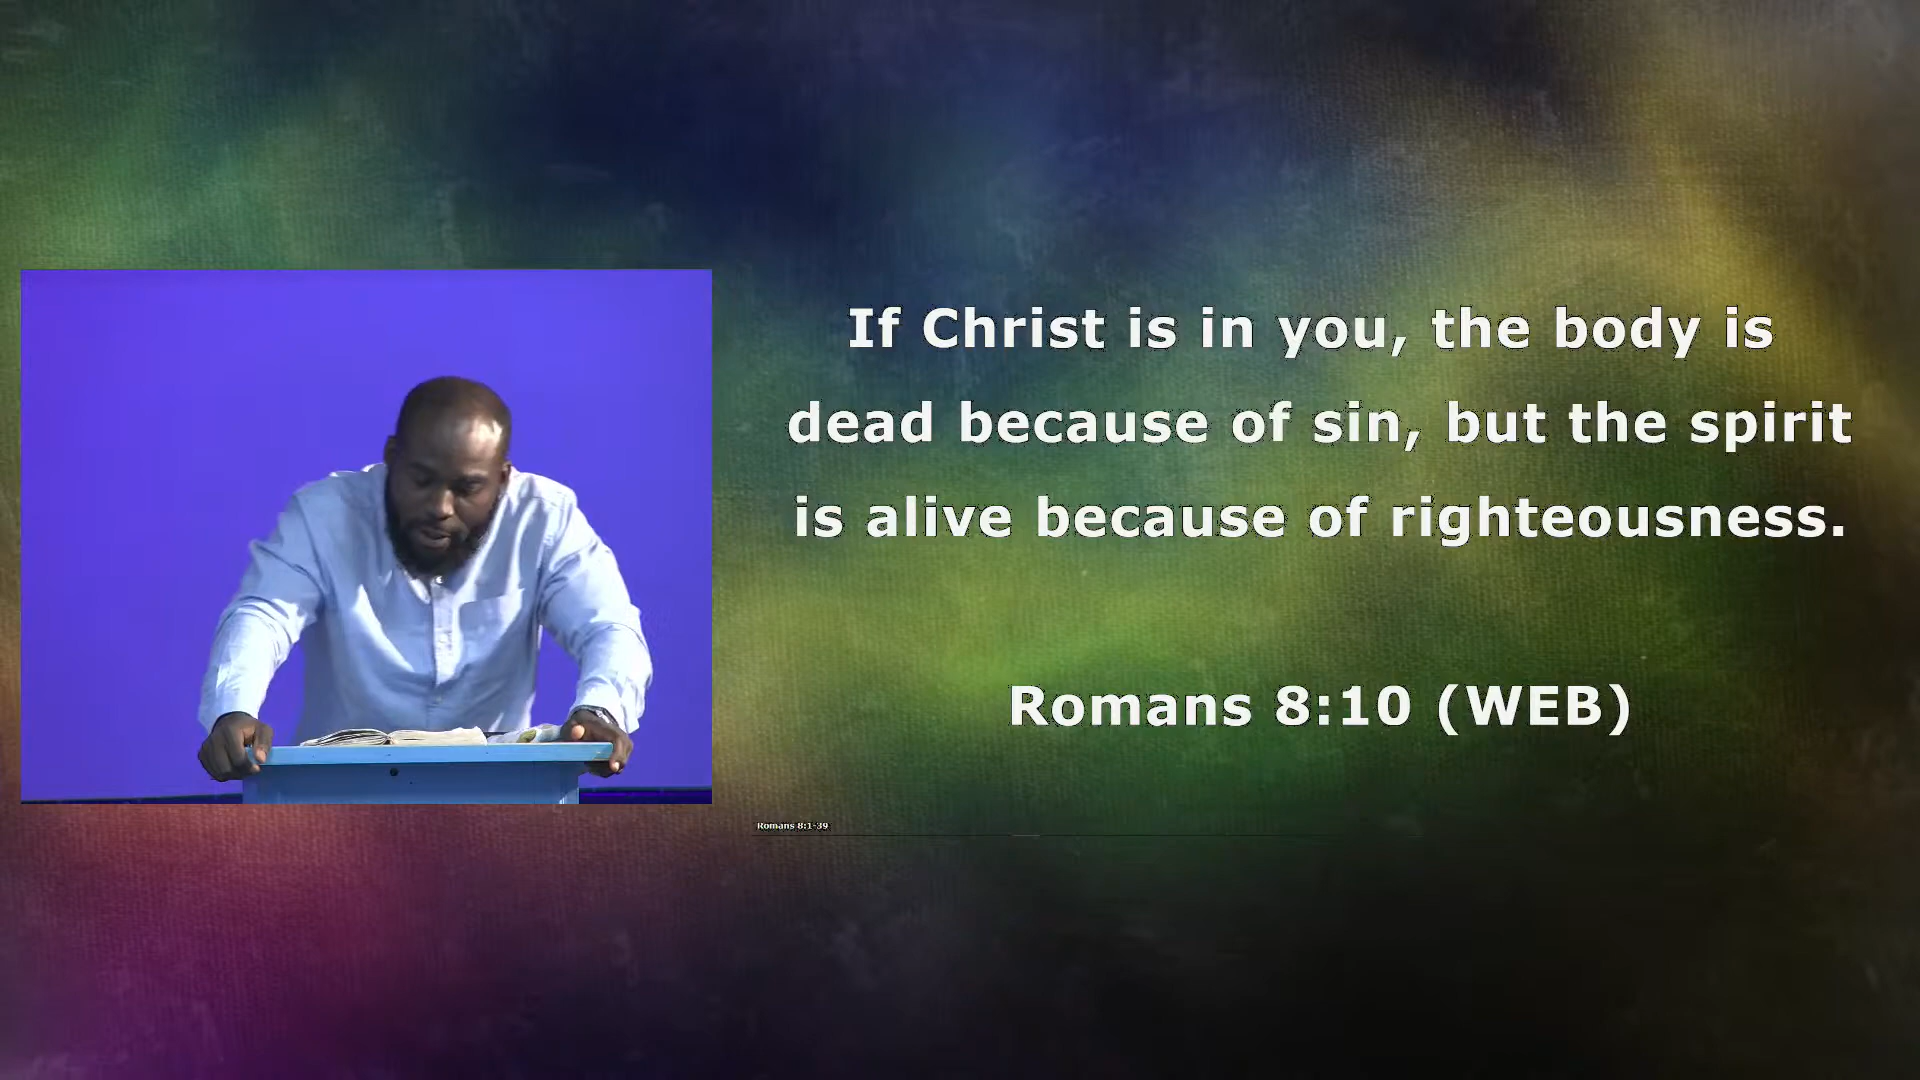 If Christ is in you, the body is
dead because of sin, but the spirit
is alive because of righteousness.
Romans 8:10 (WEB)
Romans 8:1-39